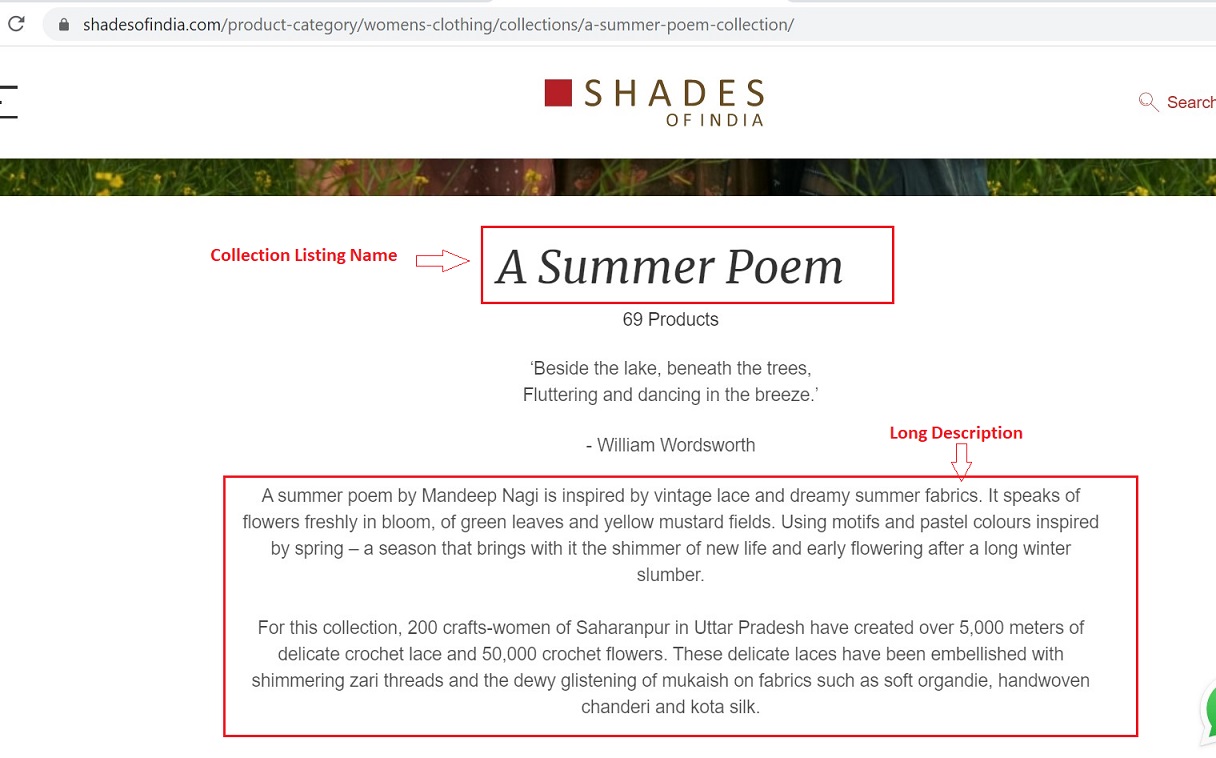 shadesofindia.com/product-category/womens-clothing/collections/a-summer-poem-collection/
SHADES
OF INDIA
Search
Collection Listing Name
A Summer Poem
69 Products
‘Beside the lake, beneath the trees,
Fluttering and dancing in the breeze.’
- William Wordsworth
Long Description
A summer poem by Mandeep Nagi is inspired by vintage lace and dreamy summer fabrics. It speaks of
flowers freshly in bloom, of green leaves and yellow mustard fields. Using motifs and pastel colours inspired
by spring – a season that brings with it the shimmer of new life and early flowering after a long winter
slumber.
For this collection, 200 crafts-women of Saharanpur in Uttar Pradesh have created over 5,000 meters of
delicate crochet lace and 50,000 crochet flowers. These delicate laces have been embellished with
shimmering zari threads and the dewy glistening of mukaish on fabrics such as soft organdie, handwoven
chanderi and kota silk.